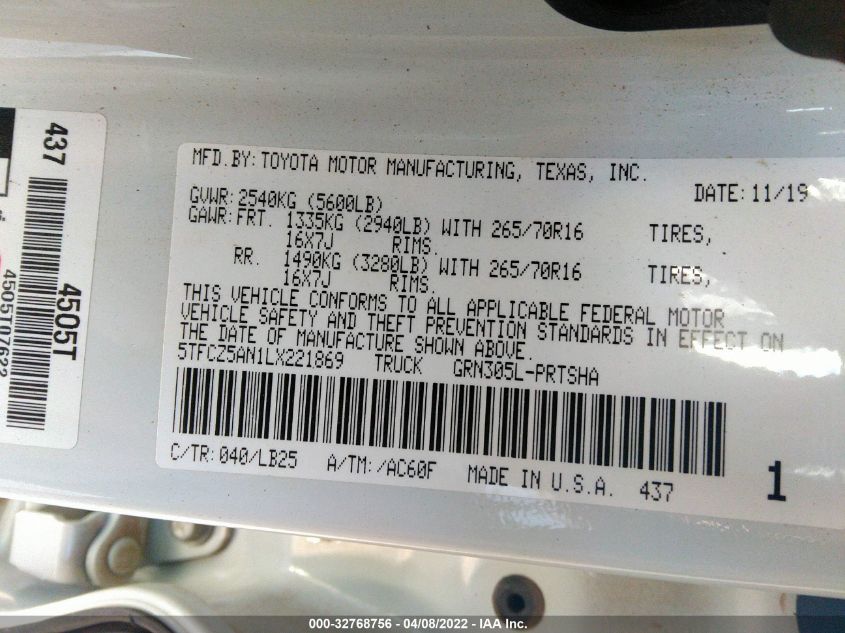 437
4505T
MFD.BY:TOYOTA MOTOR MANUFACTURING, TEXAS, INC.
DATE:11/19
GVWR:2540KG (5600LB)
GAWR:FRT. 1335KG (2940LB) WITH 265/70R16 TIRES,
16X7J RIMS.
RR. 1490KG (3280LB) WITH 265/70R16 TIRES,
16X7J RIMS.
THIS VEHICLE CONFORMS TO ALL APPLICABLE FEDERAL MOTOR
VEHICLE SAFETY AND THEFT PREVENTION STANDARDS IN EFFECT ON
THE DATE OF MANUFACTURE SHOWN ABOVE.
5TFCZ5AN1LX221869 TRUCK GRN305L-PRTSHA
C/TR:040/LB25 A/TM:/AC60F MADE IN U.S.A. 437 1
000-32768756 - 04/08/2022 - IAA Inc.